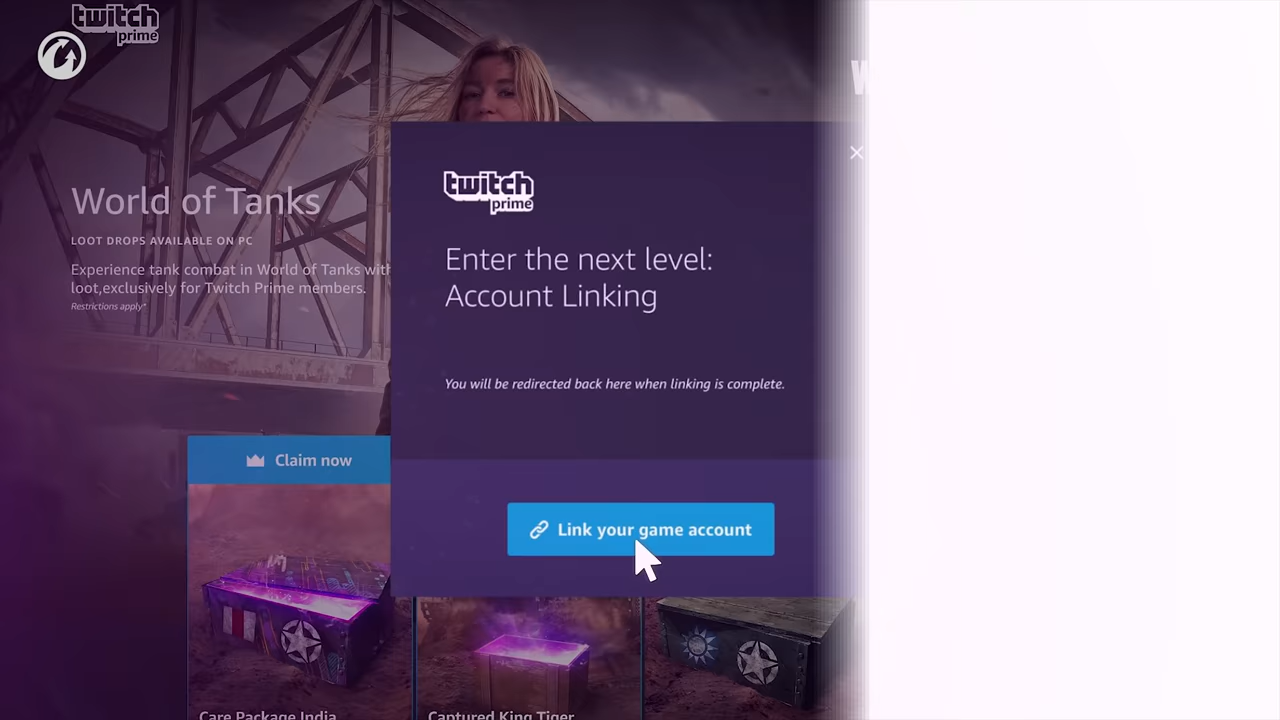 twitch
prime
World of Tanks
LOOT DROPS AVAILABLE ON PC
Experience tank combat in World of Tanks with
loot,exclusively for Twitch Prime members.
Restrictions apply*
Claim now
Care Package India
Captured King Tiger
twitch
prime
Enter the next level:
Account Linking
You will be redirected back here when linking is complete.
Link your game account
W